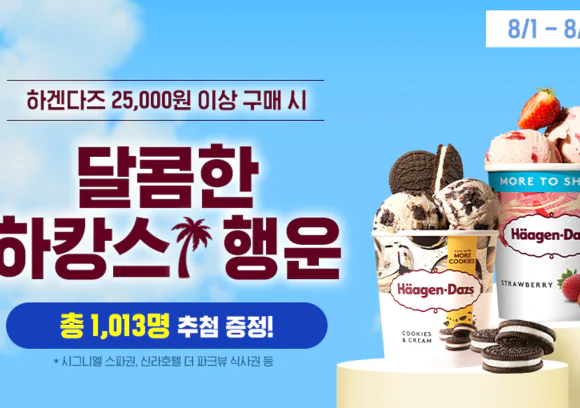 8/1 - 8/
하겐다즈 25,000원 이상 구매 시
달콤한
하캉스 행운
총 1,013명 추첨 증정!
* 시그니엘 스파권, 신라호텔 더 파크뷰 식사권 등
MORE TO SH
Häagen-Daz
STRAWBERRY
MORE
COOKIES
Häagen-Dazs
COOKIES
& CREAM